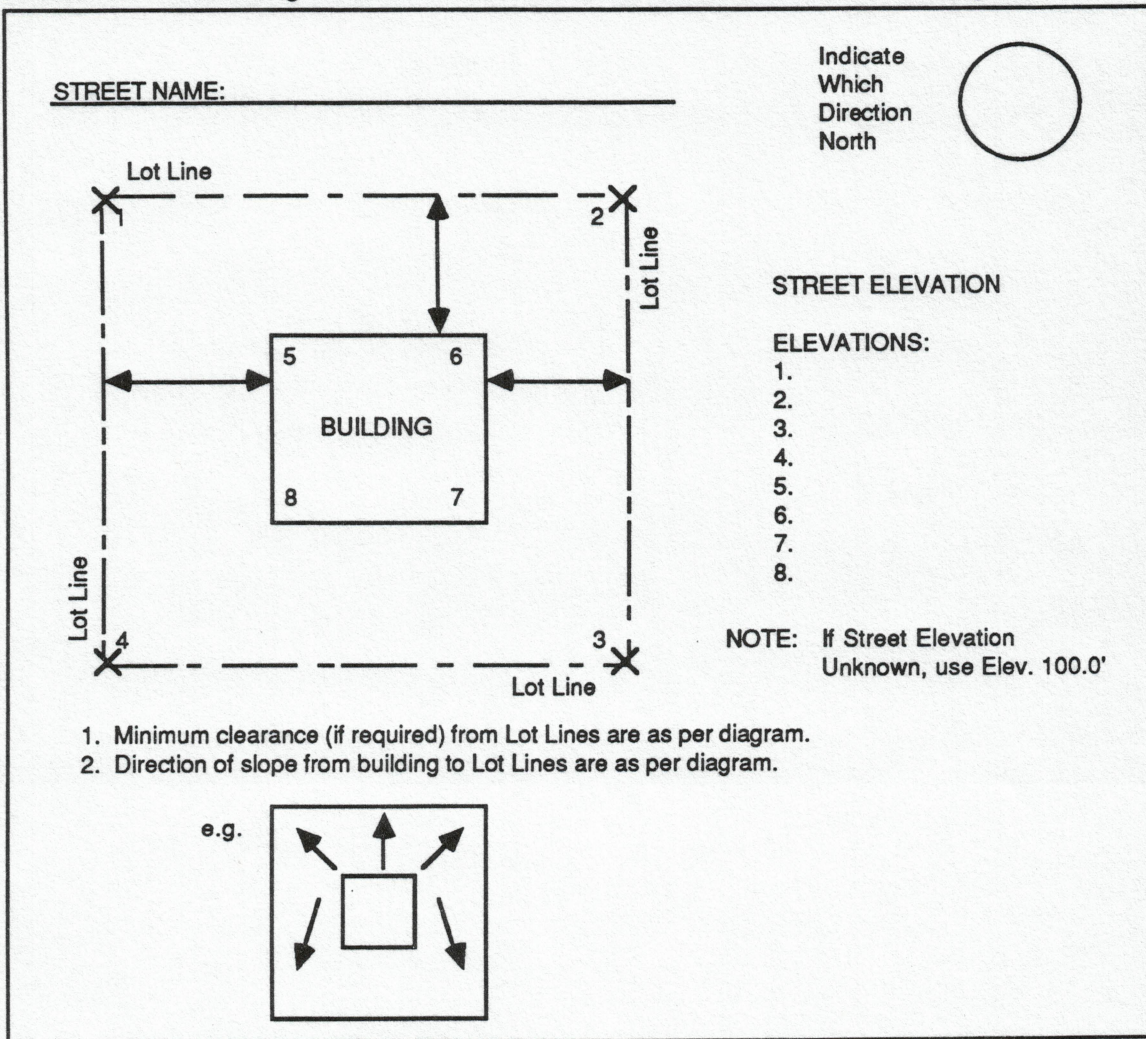 STREET NAME:
Indicate
Which
Direction
North
Lot Line
1
2
Lot Line
5
6
BUILDING
8
7
Lot Line
4
3
Lot Line
STREET ELEVATION
ELEVATIONS:
1.
2.
3.
4.
5.
6.
7.
8.
NOTE: If Street Elevation
Unknown, use Elev. 100.0'
1. Minimum clearance (if required) from Lot Lines are as per diagram.
2. Direction of slope from building to Lot Lines are as per diagram.
e.g.